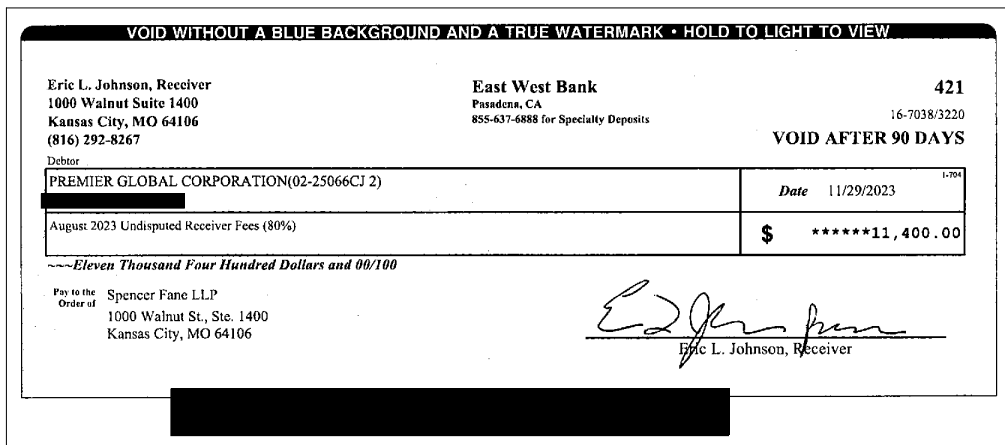 VOID WITHOUT A BLUE BACKGROUND AND A TRUE WATERMARK • HOLD TO LIGHT TO VIEW
Eric L. Johnson, Receiver
1000 Walnut Suite 1400
Kansas City, MO 64106
(816) 292-8267
East West Bank
Pasadena, CA
855-637-6888 for Specialty Deposits
421
16-7038/3220
VOID AFTER 90 DAYS
Debtor
PREMIER GLOBAL CORPORATION(02-25066CJ 2)
1-704
Date 11/29/2023
August 2023 Undisputed Receiver Fees (80%)
$ ******11,400.00
~~~Eleven Thousand Four Hundred Dollars and 00/100
Pay to the
Order of
Spencer Fane LLP
1000 Walnut St., Ste. 1400
Kansas City, MO 64106
Eric L. Johnson, Receiver